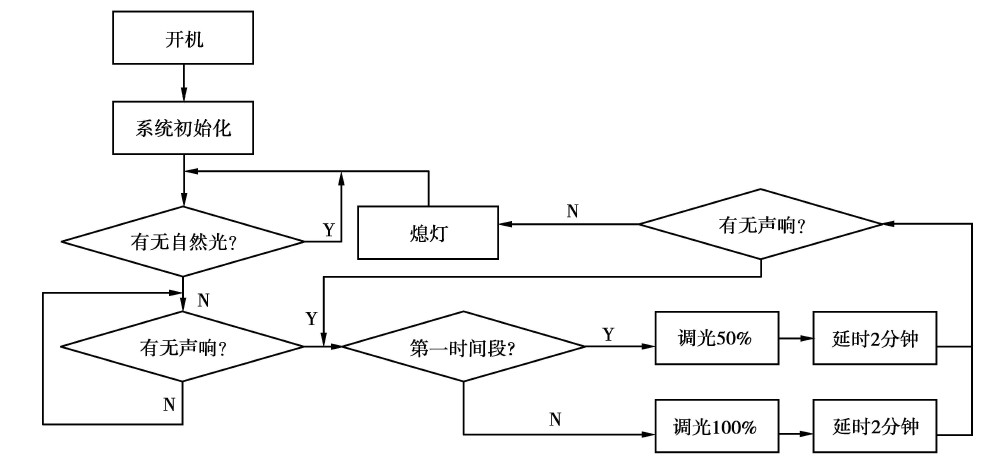 开机
系统初始化
有无自然光?
Y
N
熄灯
N
有无声响?
Y
有无声响?
N
第一时间段?
Y
调光50%
延时2分钟
N
调光100%
延时2分钟